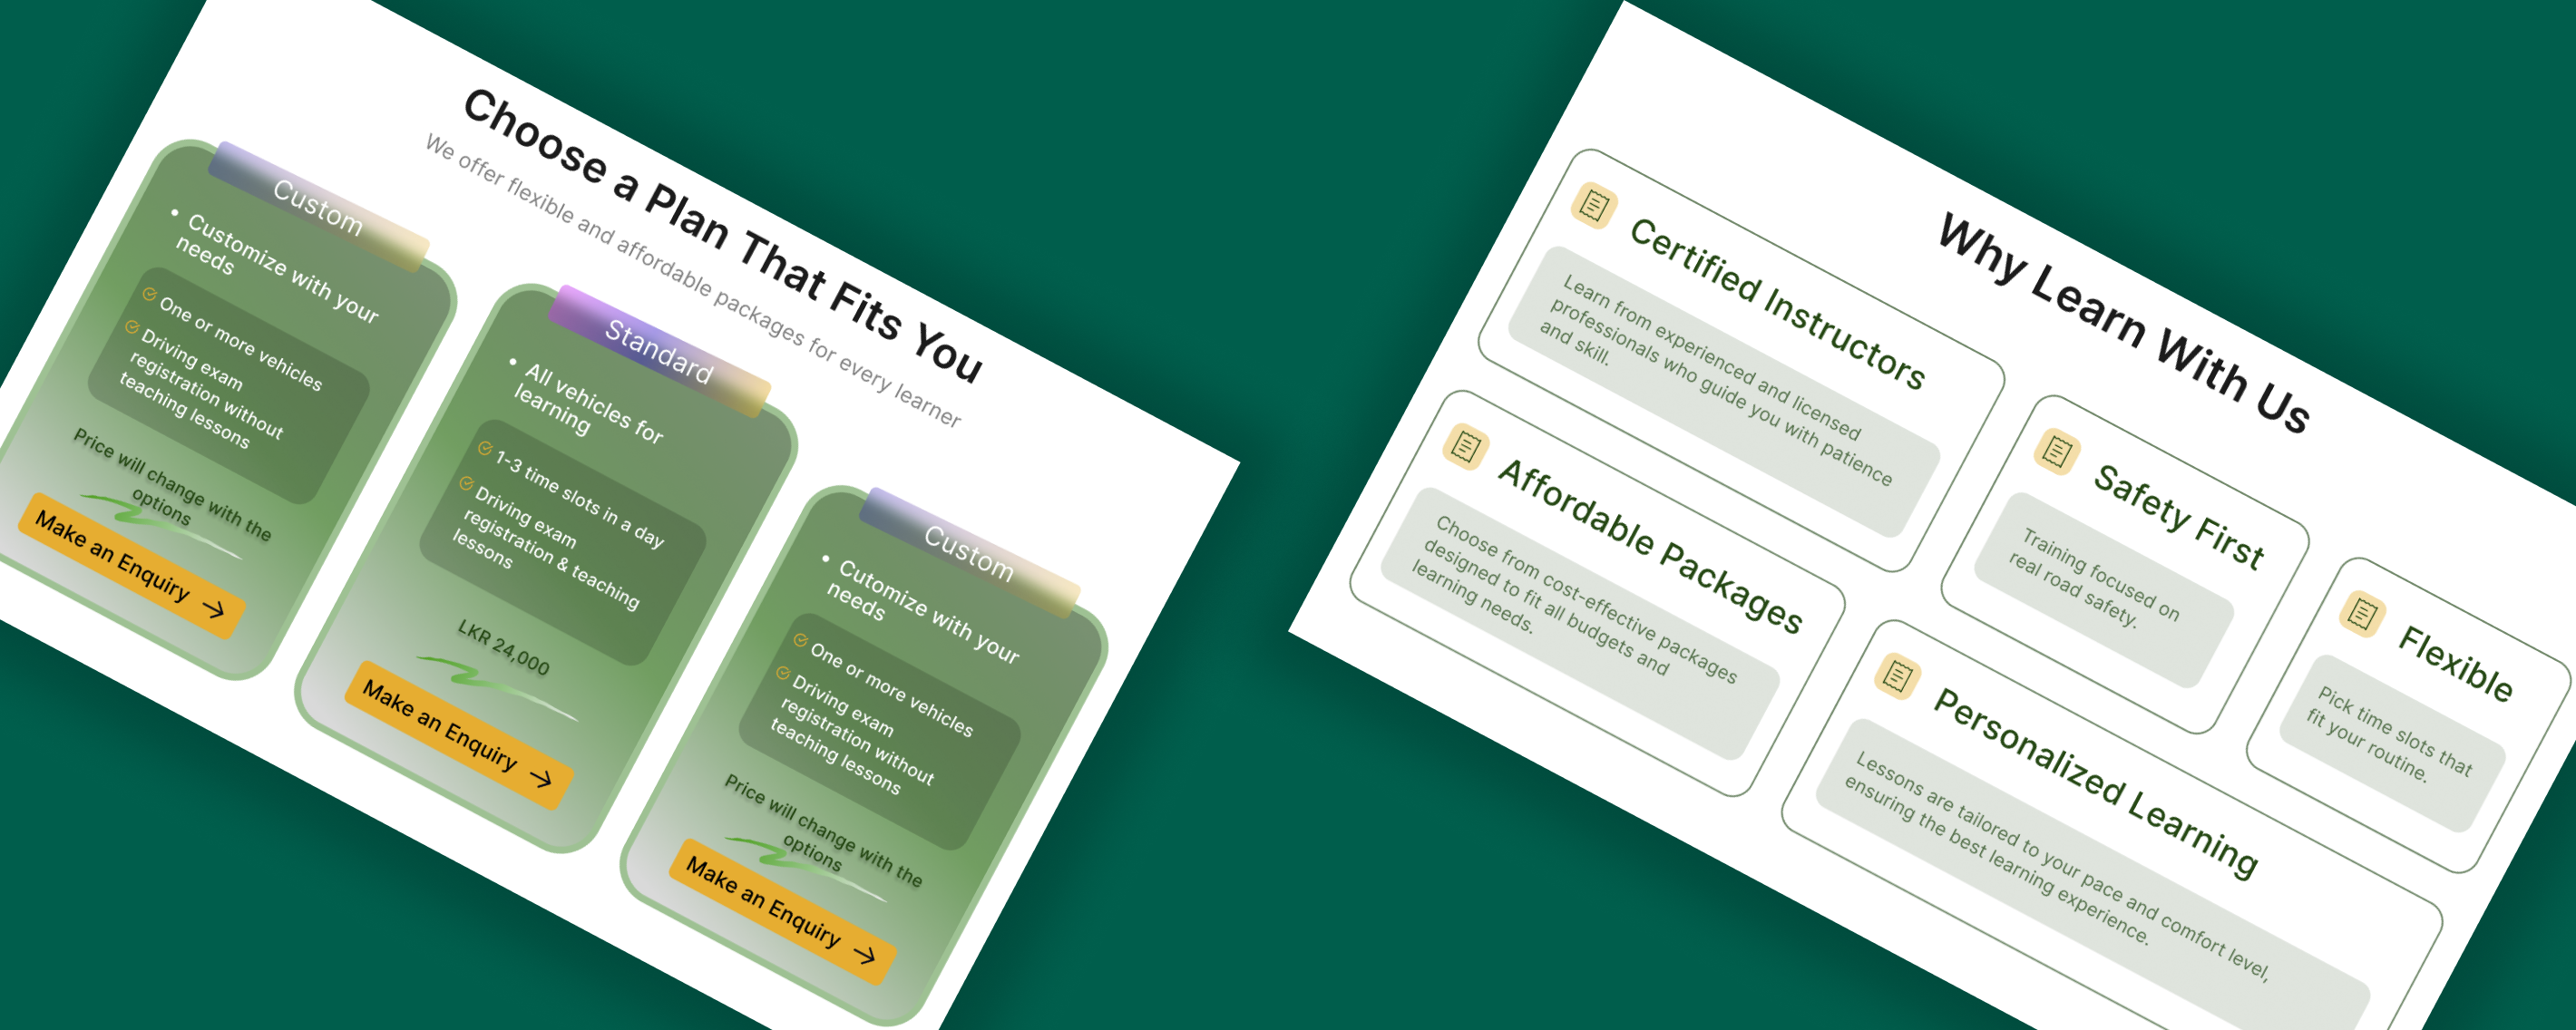 Choose a Plan That Fits You
We offer flexible and affordable packages for every learner
Custom
• Customize with your
needs
One or more vehicles
Driving exam
registration without
teaching lessons
Price will change with the
options
Make an Enquiry →
Standard
• All vehicles for
learning
1-3 time slots in a day
Driving exam
registration & teaching
lessons
LKR 24,000
Make an Enquiry →
Custom
• Cutomize with your
needs
One or more vehicles
Driving exam
registration without
teaching lessons
Price will change with the
options
Make an Enquiry →
Why Learn With Us
Certified Instructors
Learn from experienced and licensed
professionals who guide you with patience
and skill.
Safety First
Training focused on
real road safety.
Flexible
Pick time slots that
fit your routine.
Affordable Packages
Choose from cost-effective packages
designed to fit all budgets and
learning needs.
Personalized Learning
Lessons are tailored to your pace and comfort level,
ensuring the best learning experience.